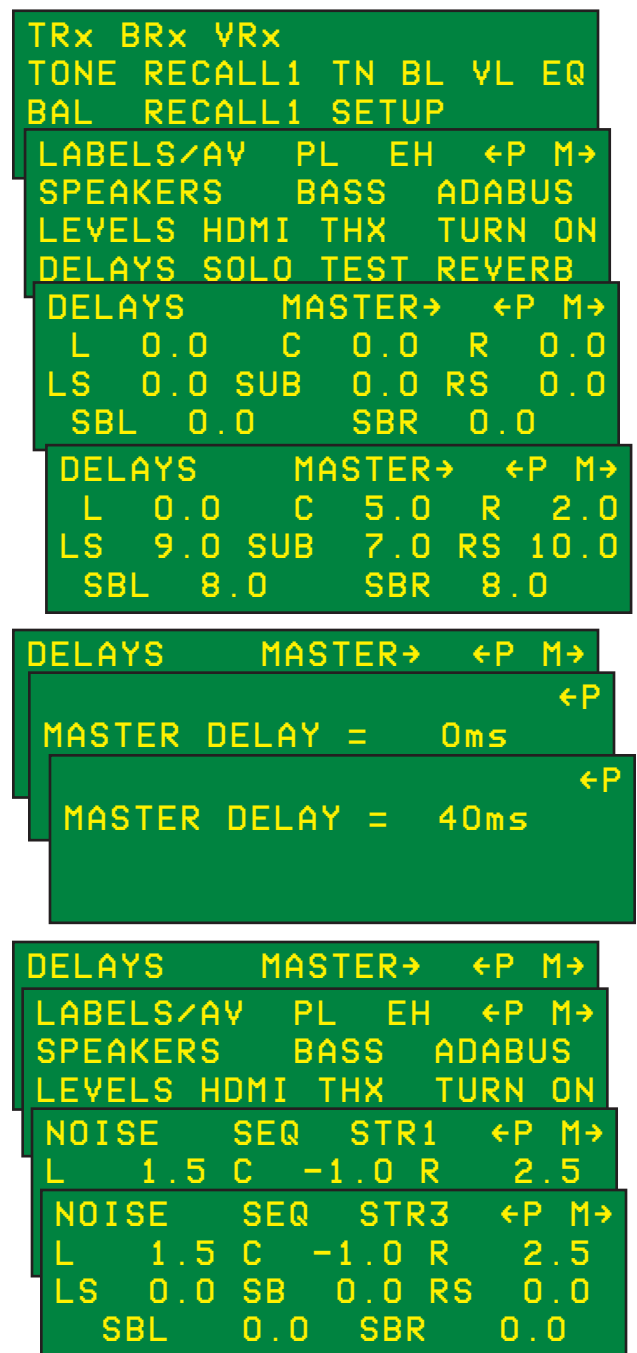 TRx BRx VRx
TONE RECALL1 TN BL VL EQ
BAL RECALL1 SETUP
LABELS/AV PL EH ←P M→
SPEAKERS BASS ADABUS
LEVELS HDMI THX TURN ON
DELAYS SOLO TEST REVERB
DELAYS MASTER→ ←P M→
L 0.0 C 0.0 R 0.0
LS 0.0 SUB 0.0 RS 0.0
SBL 0.0 SBR 0.0
DELAYS MASTER→ ←P M→
L 0.0 C 5.0 R 2.0
LS 9.0 SUB 7.0 RS 10.0
SBL 8.0 SBR 8.0
DELAYS MASTER→ ←P M→
←P
MASTER DELAY = 0ms
←P
MASTER DELAY = 40ms
DELAYS MASTER→ ←P M→
LABELS/AV PL EH ←P M→
SPEAKERS BASS ADABUS
LEVELS HDMI THX TURN ON
NOISE SEQ STR1 ←P M→
L 1.5 C -1.0 R 2.5
NOISE SEQ STR3 ←P M→
L 1.5 C -1.0 R 2.5
LS 0.0 SB 0.0 RS 0.0
SBL 0.0 SBR 0.0